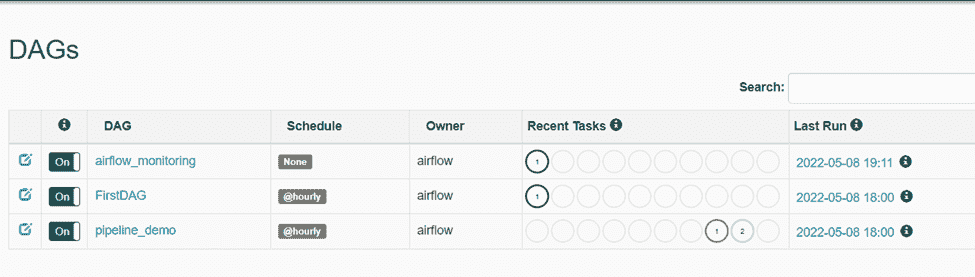 DAGs
Search:
DAG Schedule Owner Recent Tasks Last Run
On airflow_monitoring None airflow 1 2022-05-08 19:11
On FirstDAG @hourly airflow 1 2022-05-08 18:00
On pipeline_demo @hourly airflow 1 2 2022-05-08 18:00